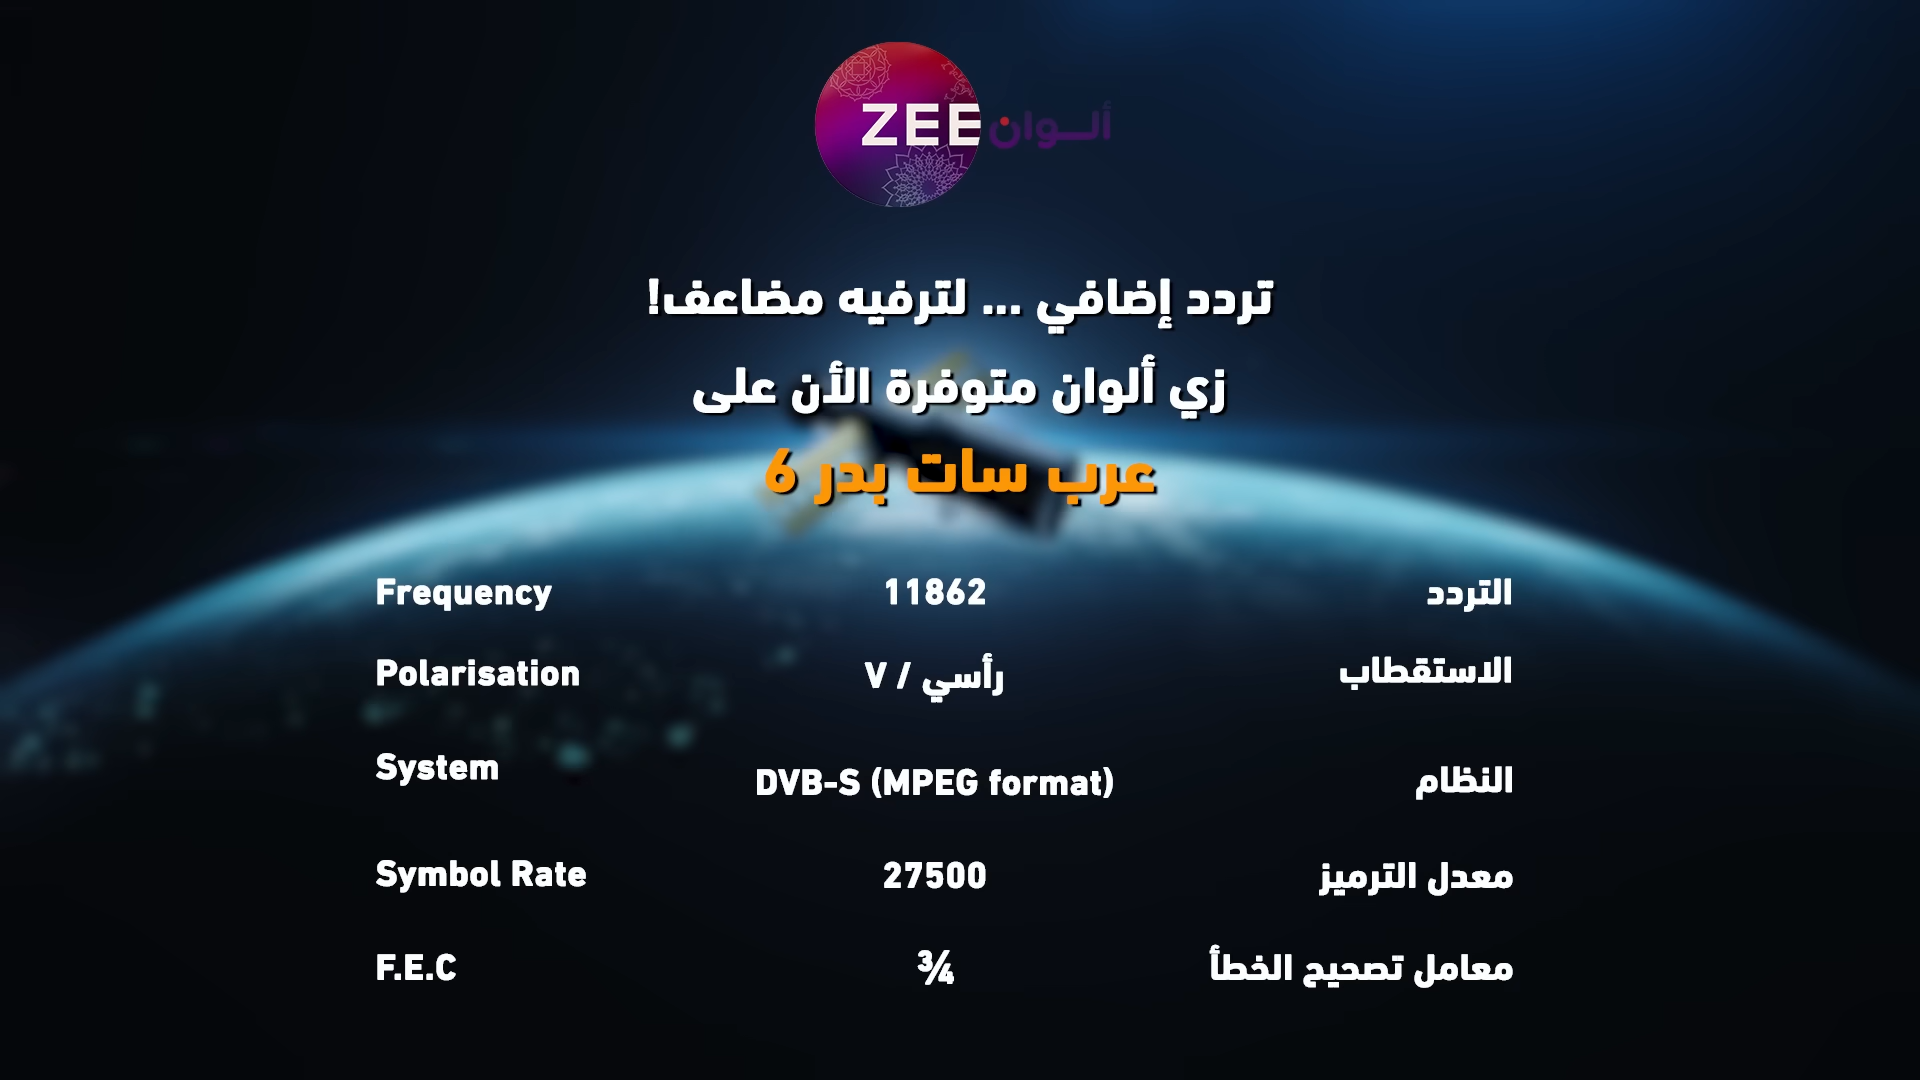 ZEE ألوان
تردد إضافي ... لترفيه مضاعف!
زي ألوان متوفرة الأن على
عرب سات بدر 6
Frequency 11862 التردد
Polarisation رأسي / V الاستقطاب
System DVB-S (MPEG format) النظام
Symbol Rate 27500 معدل الترميز
F.E.C ¾ معامل تصحيح الخطأ